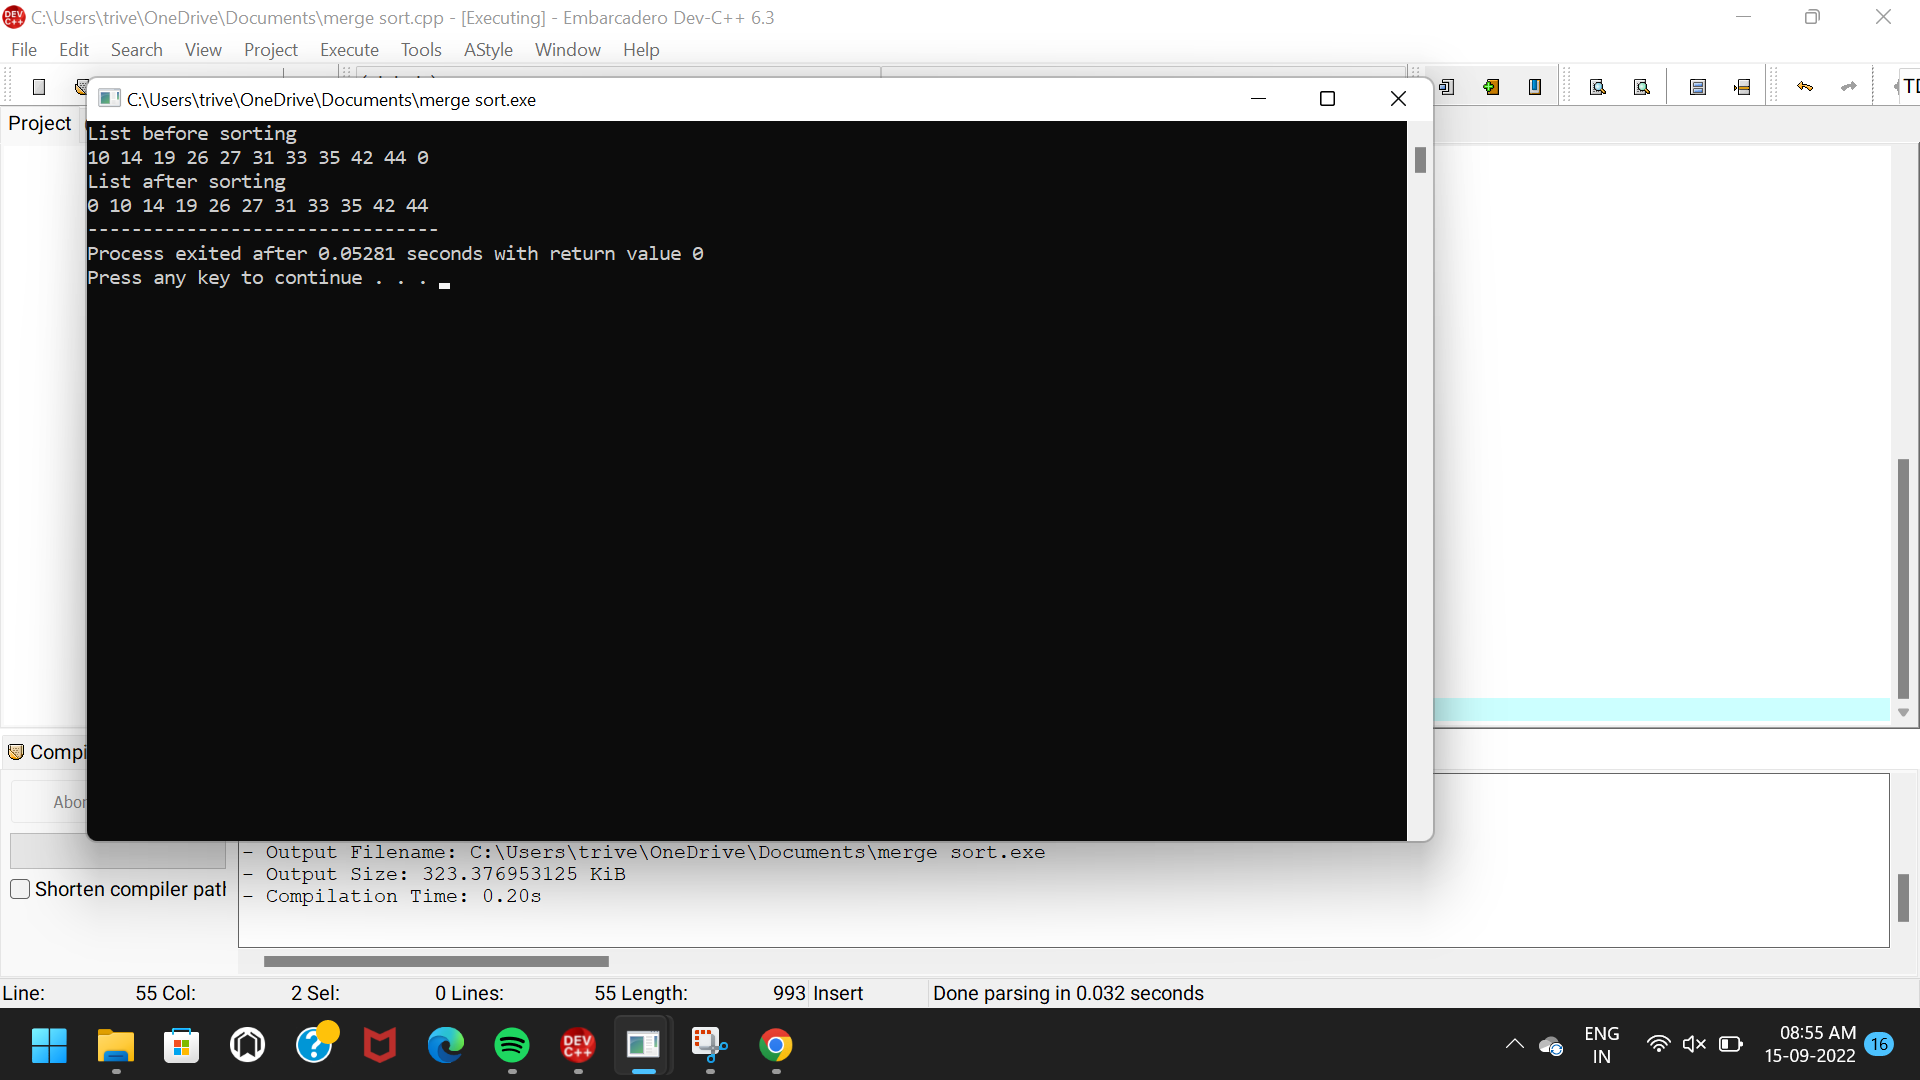 C:\Users\trive\OneDrive\Documents\merge sort.cpp - [Executing] - Embarcadero Dev-C++ 6.3
File Edit Search View Project Execute Tools AStyle Window Help
C:\Users\trive\OneDrive\Documents\merge sort.exe
Project
List before sorting
10 14 19 26 27 31 33 35 42 44 0
List after sorting
0 10 14 19 26 27 31 33 35 42 44
--------------------------------
Process exited after 0.05281 seconds with return value 0
Press any key to continue . . .
Compi
Abor
- Output Filename: C:\Users\trive\OneDrive\Documents\merge sort.exe
- Output Size: 323.376953125 KiB
Shorten compiler path
- Compilation Time: 0.20s
Line: 55 Col: 2 Sel: 0 Lines: 55 Length: 993 Insert Done parsing in 0.032 seconds
DEV C++
ENG
IN
08:55 AM
15-09-2022
16